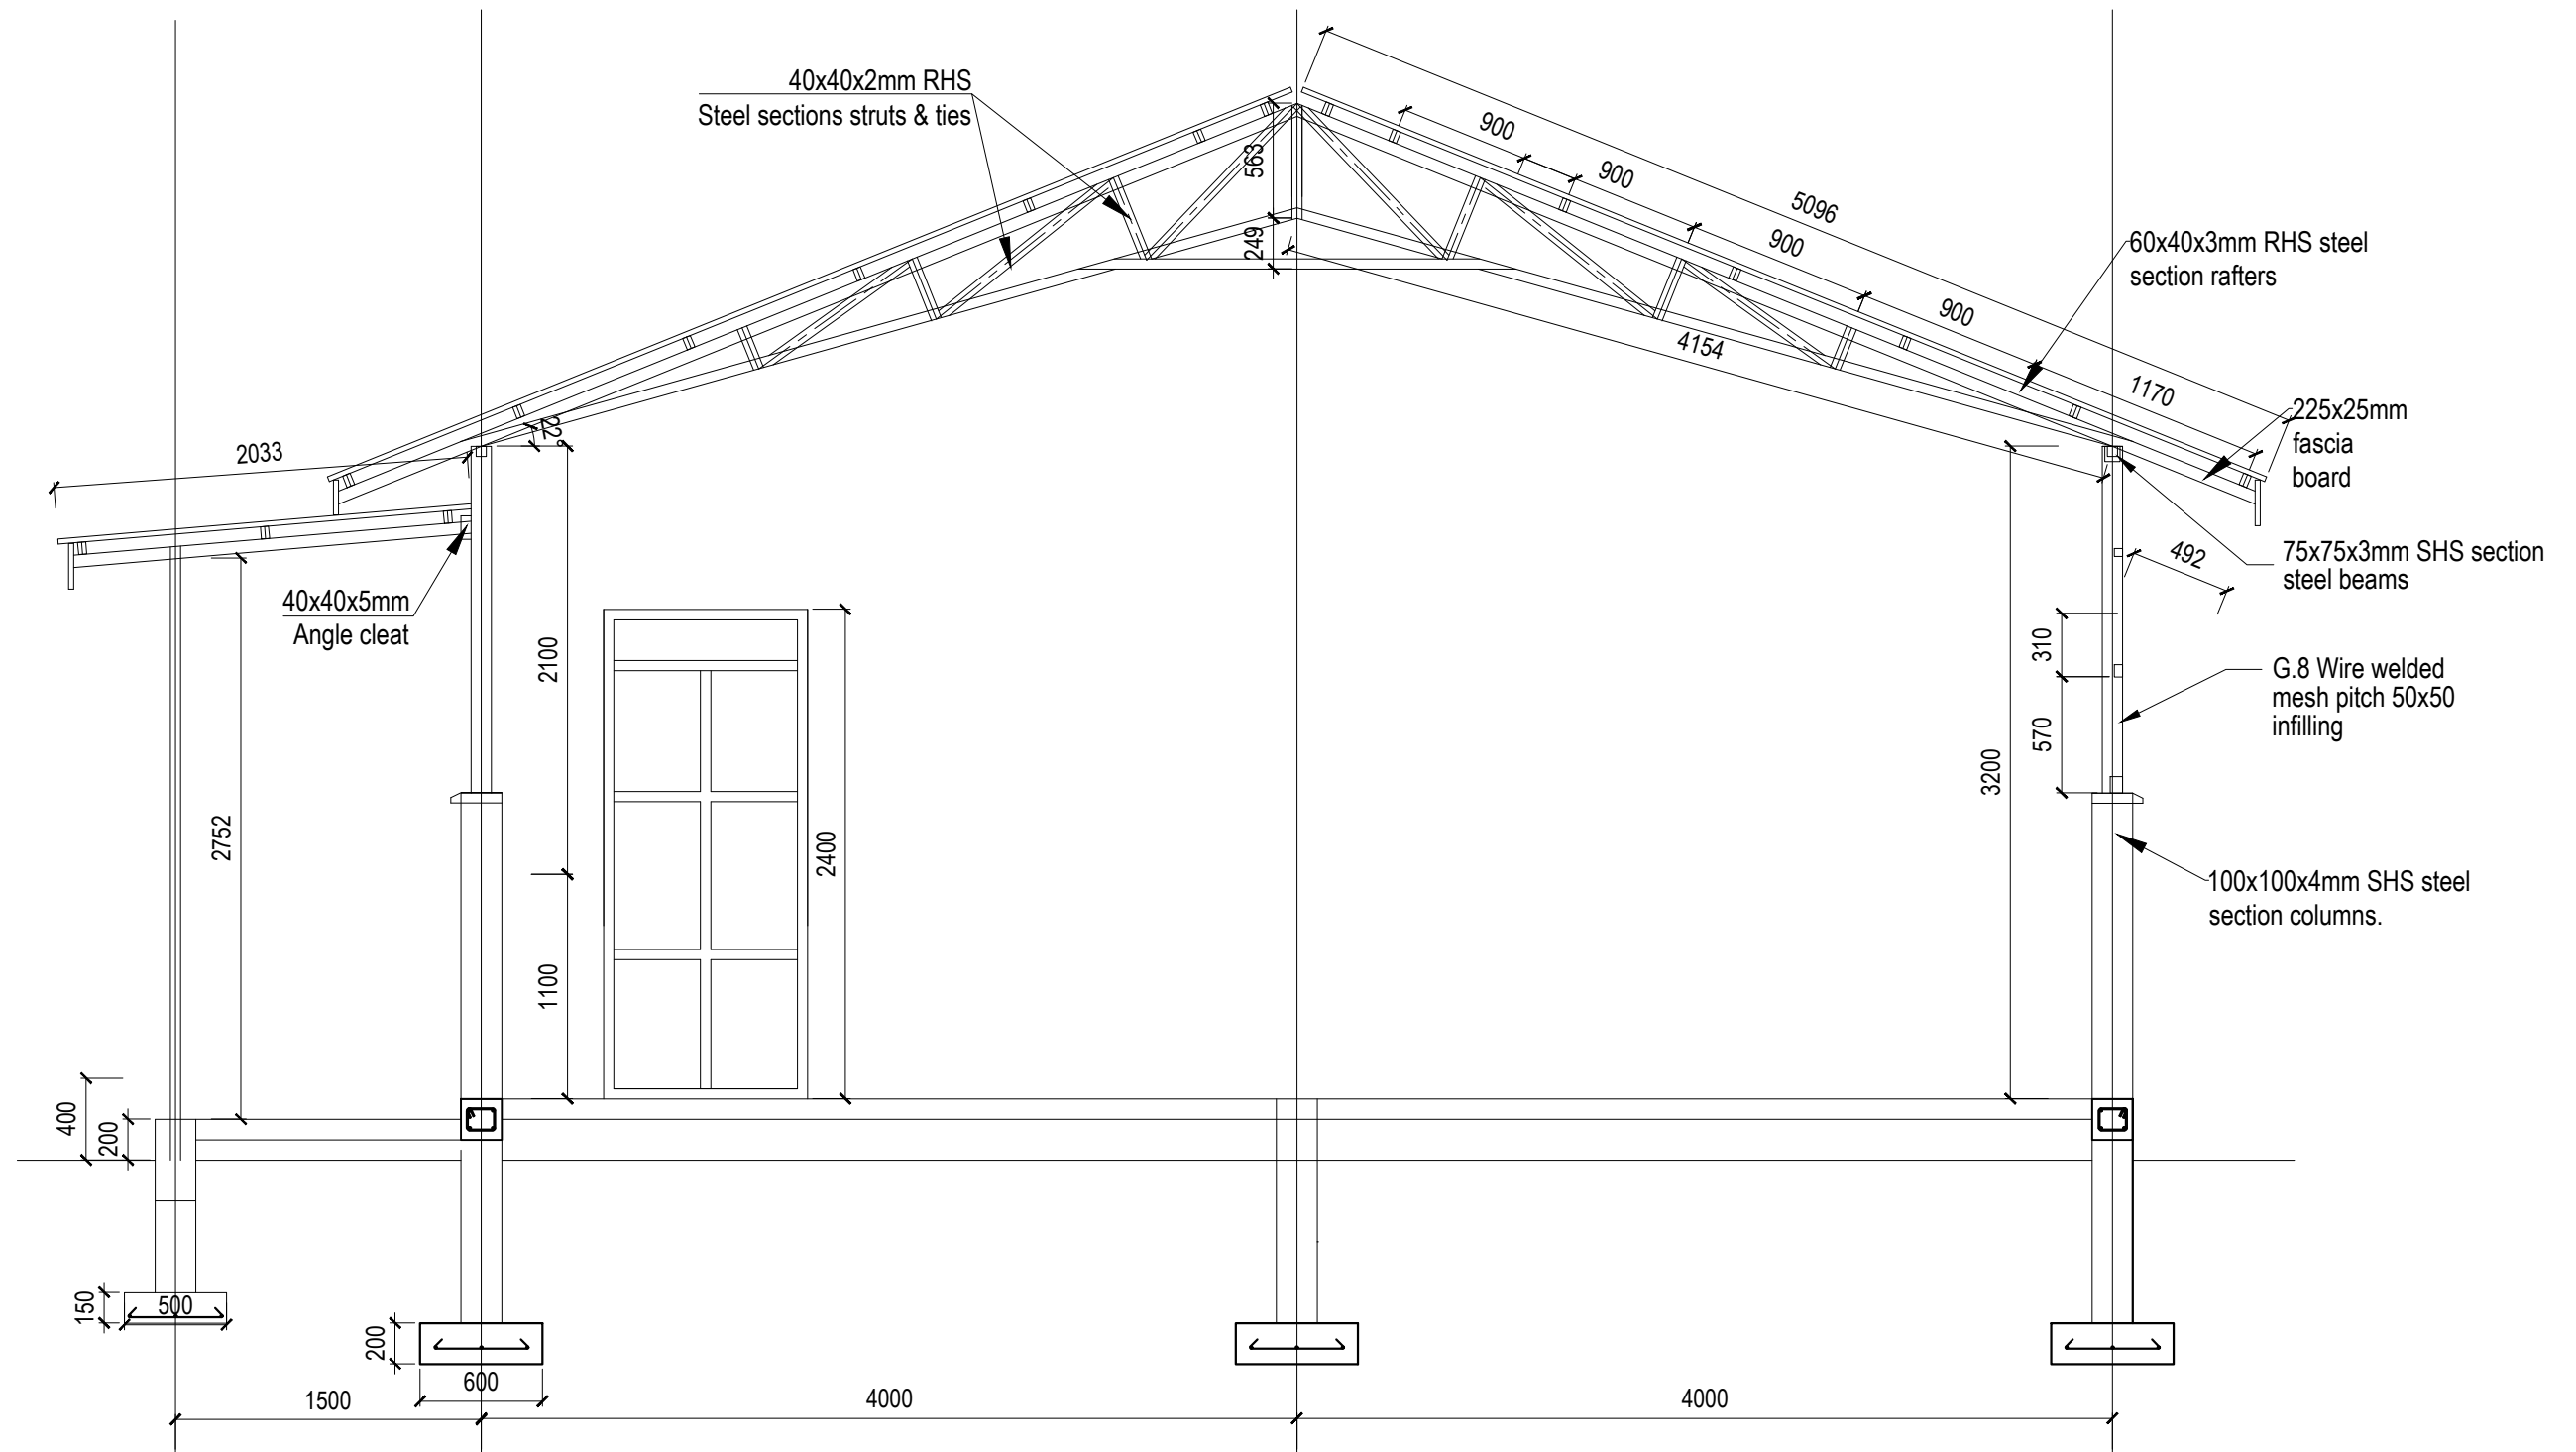 40x40x2mm RHS
Steel sections struts & ties
563
249
900
900
5096
900
900
1170
4154
60x40x3mm RHS steel
section rafters
225x25mm
fascia
board
22°
2033
75x75x3mm SHS section
steel beams
492
40x40x5mm
Angle cleat
310
G.8 Wire welded
mesh pitch 50x50
infilling
570
2100
3200
2752
2400
100x100x4mm SHS steel
section columns.
1100
400
200
150
500
200
600
1500
4000
4000